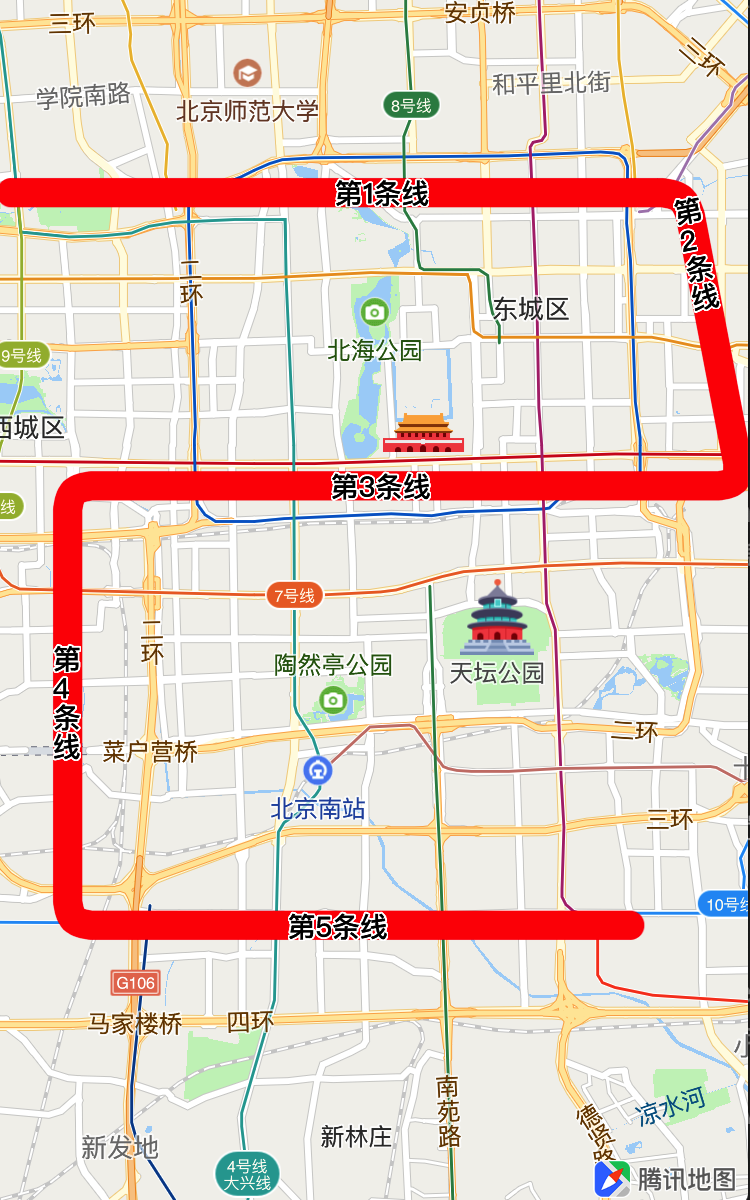 三环
安贞桥
三环
学院南路
北京师范大学
和平里北街
8号线
第1条线
第2条线
二环
东城区
北海公园
9号线
西城区
第3条线
线
7号线
二环
第4条线
陶然亭公园
天坛公园
二环
菜户营桥
北京南站
三环
10号线
第5条线
G106
马家楼桥
四环
南苑路
德贤路
凉水河
新林庄
新发地
4号线
大兴线
腾讯地图